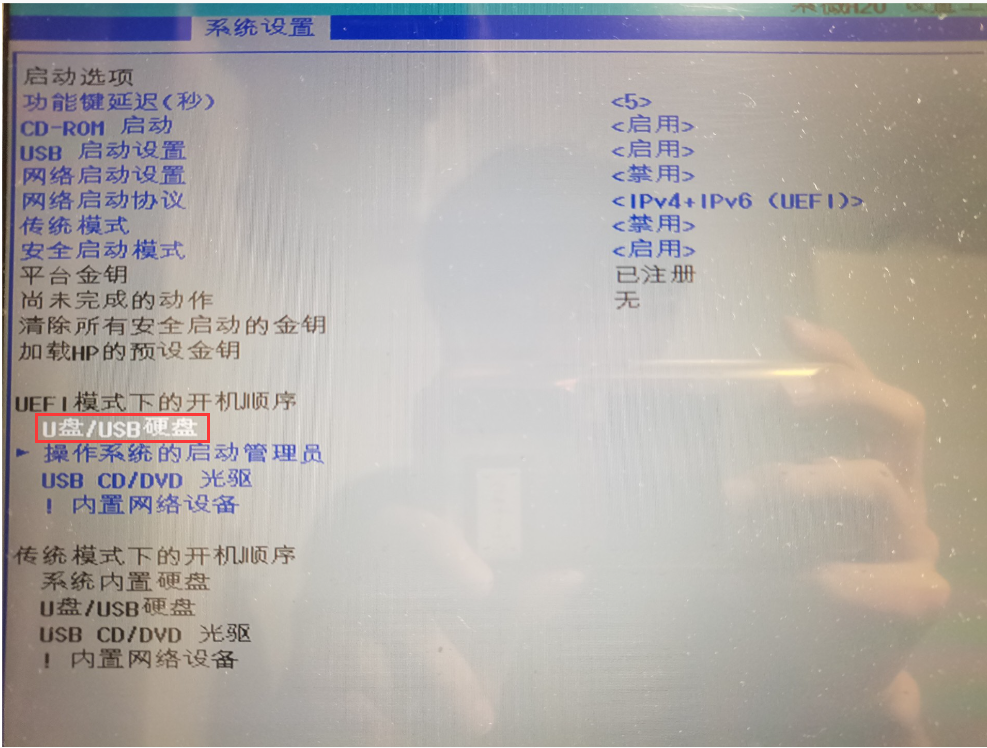 系统设置
启动选项
功能键延迟(秒) <5>
CD-ROM 启动 <启用>
USB 启动设置 <启用>
网络启动设置 <禁用>
网络启动协议 <IPv4+IPv6 (UEFI)>
传统模式 <禁用>
安全启动模式 <启用>
平台金钥 已注册
尚未完成的动作 无
清除所有安全启动的金钥
加载HP的预设金钥
UEFI模式下的开机顺序
U盘/USB硬盘
► 操作系统的启动管理员
USB CD/DVD 光驱
! 内置网络设备
传统模式下的开机顺序
系统内置硬盘
U盘/USB硬盘
USB CD/DVD 光驱
! 内置网络设备